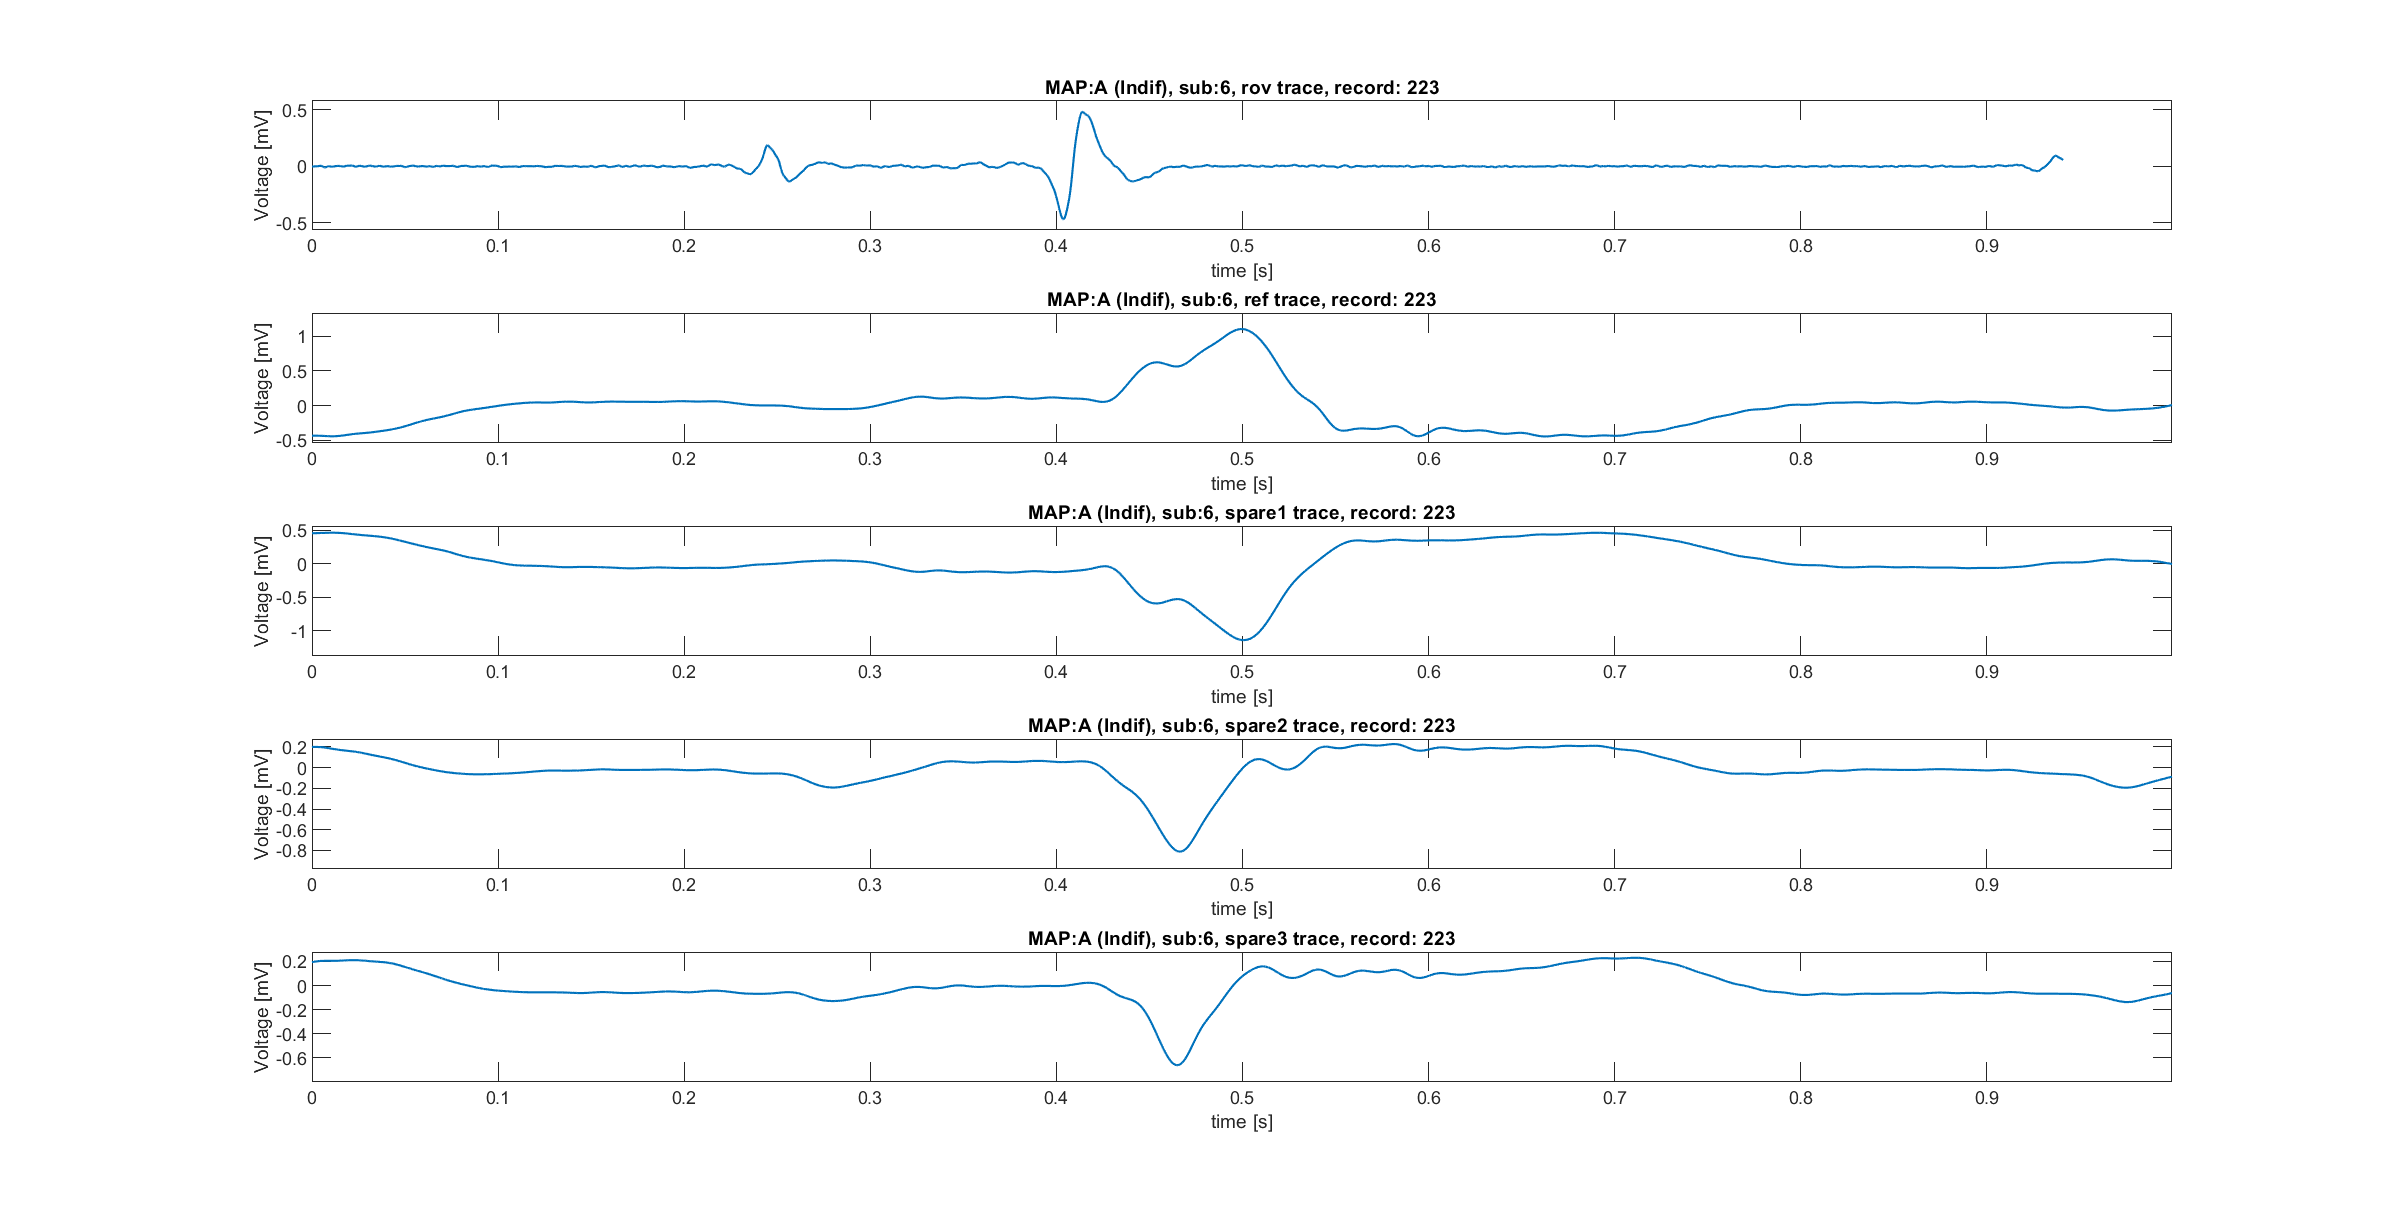 MAP:A (Indif), sub:6, rov trace, record: 223
Voltage [mV]
0.5
0
-0.5
0 0.1 0.2 0.3 0.4 0.5 0.6 0.7 0.8 0.9
time [s]
MAP:A (Indif), sub:6, ref trace, record: 223
Voltage [mV]
1
0.5
0
-0.5
0 0.1 0.2 0.3 0.4 0.5 0.6 0.7 0.8 0.9
time [s]
MAP:A (Indif), sub:6, spare1 trace, record: 223
Voltage [mV]
0.5
0
-0.5
-1
0 0.1 0.2 0.3 0.4 0.5 0.6 0.7 0.8 0.9
time [s]
MAP:A (Indif), sub:6, spare2 trace, record: 223
Voltage [mV]
0.2
0
-0.2
-0.4
-0.6
-0.8
0 0.1 0.2 0.3 0.4 0.5 0.6 0.7 0.8 0.9
time [s]
MAP:A (Indif), sub:6, spare3 trace, record: 223
Voltage [mV]
0.2
0
-0.2
-0.4
-0.6
0 0.1 0.2 0.3 0.4 0.5 0.6 0.7 0.8 0.9
time [s]